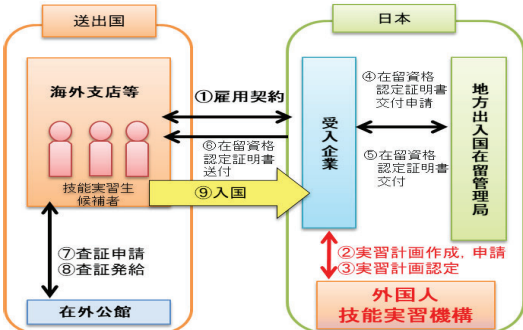 送出国
海外支店等
技能実習生
候補者
⑦査証申請
⑧査証発給
在外公館
①雇用契約
⑥在留資格
認定証明書
送付
⑨入国
日本
受入企業
④在留資格
認定証明書
交付申請
⑤在留資格
認定証明書
交付
地方出入国在留管理局
②実習計画作成，申請
③実習計画認定
外国人
技能実習機構